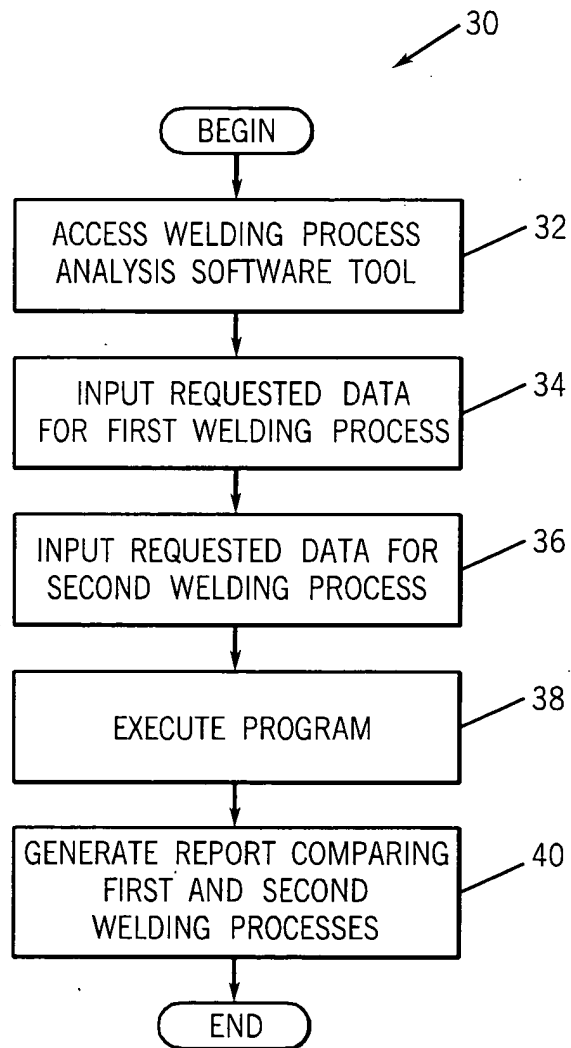 30
BEGIN
ACCESS WELDING PROCESS
ANALYSIS SOFTWARE TOOL
32
INPUT REQUESTED DATA
FOR FIRST WELDING PROCESS
34
INPUT REQUESTED DATA FOR
SECOND WELDING PROCESS
36
EXECUTE PROGRAM
38
GENERATE REPORT COMPARING
FIRST AND SECOND
WELDING PROCESSES
40
END